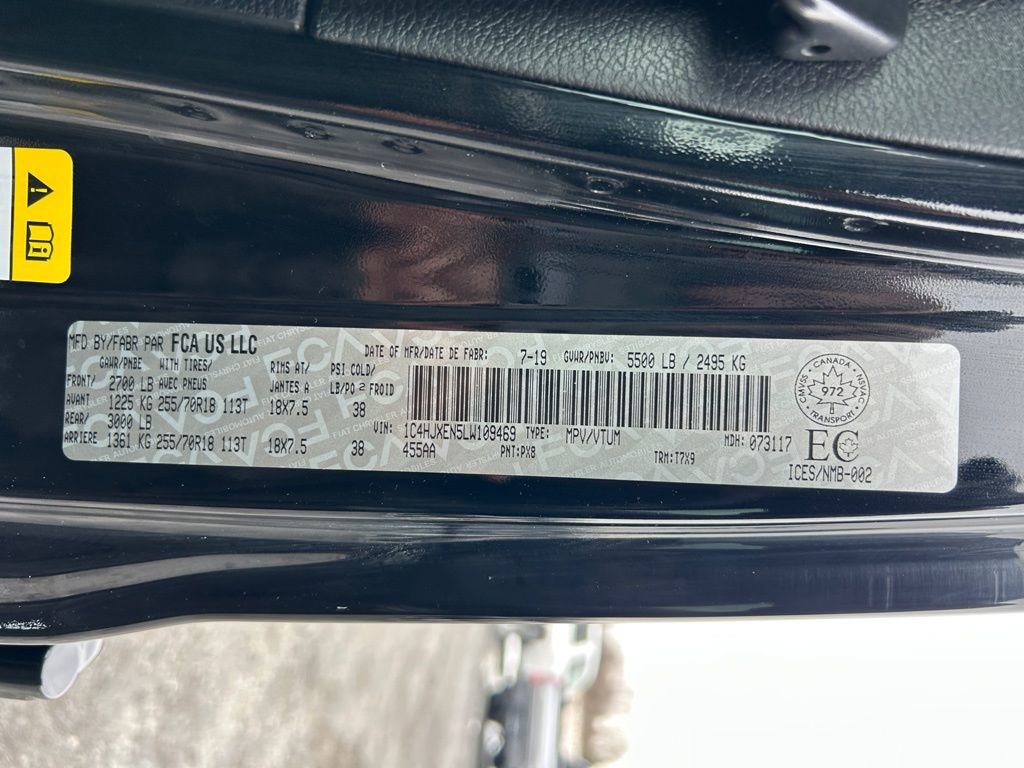 MFD BY/FABR PAR FCA US LLC DATE OF MFR/DATE DE FABR: 7-19 GVWR/PNBV: 5500 LB / 2495 KG
GAWR/PNBE WITH TIRES/ RIMS AT/ PSI COLD/
FRONT/ 2700 LB AVEC PNEUS JANTES A LB/PO 2 FROID
AVANT: 1225 KG 255/70R18 113T 18X7.5 38
REAR/ 3000 LB VIN: 1C4HJXEN5LW109469 TYPE: MPV/VTUM MDH: 073117
ARRIERE 1361 KG 255/70R18 113T 18X7.5 38 455AA PNT:PX8 TRM:T7X9
CANADA
CMVSS 972 NSVAC
TRANSPORT
EC
ICES/NMB-002